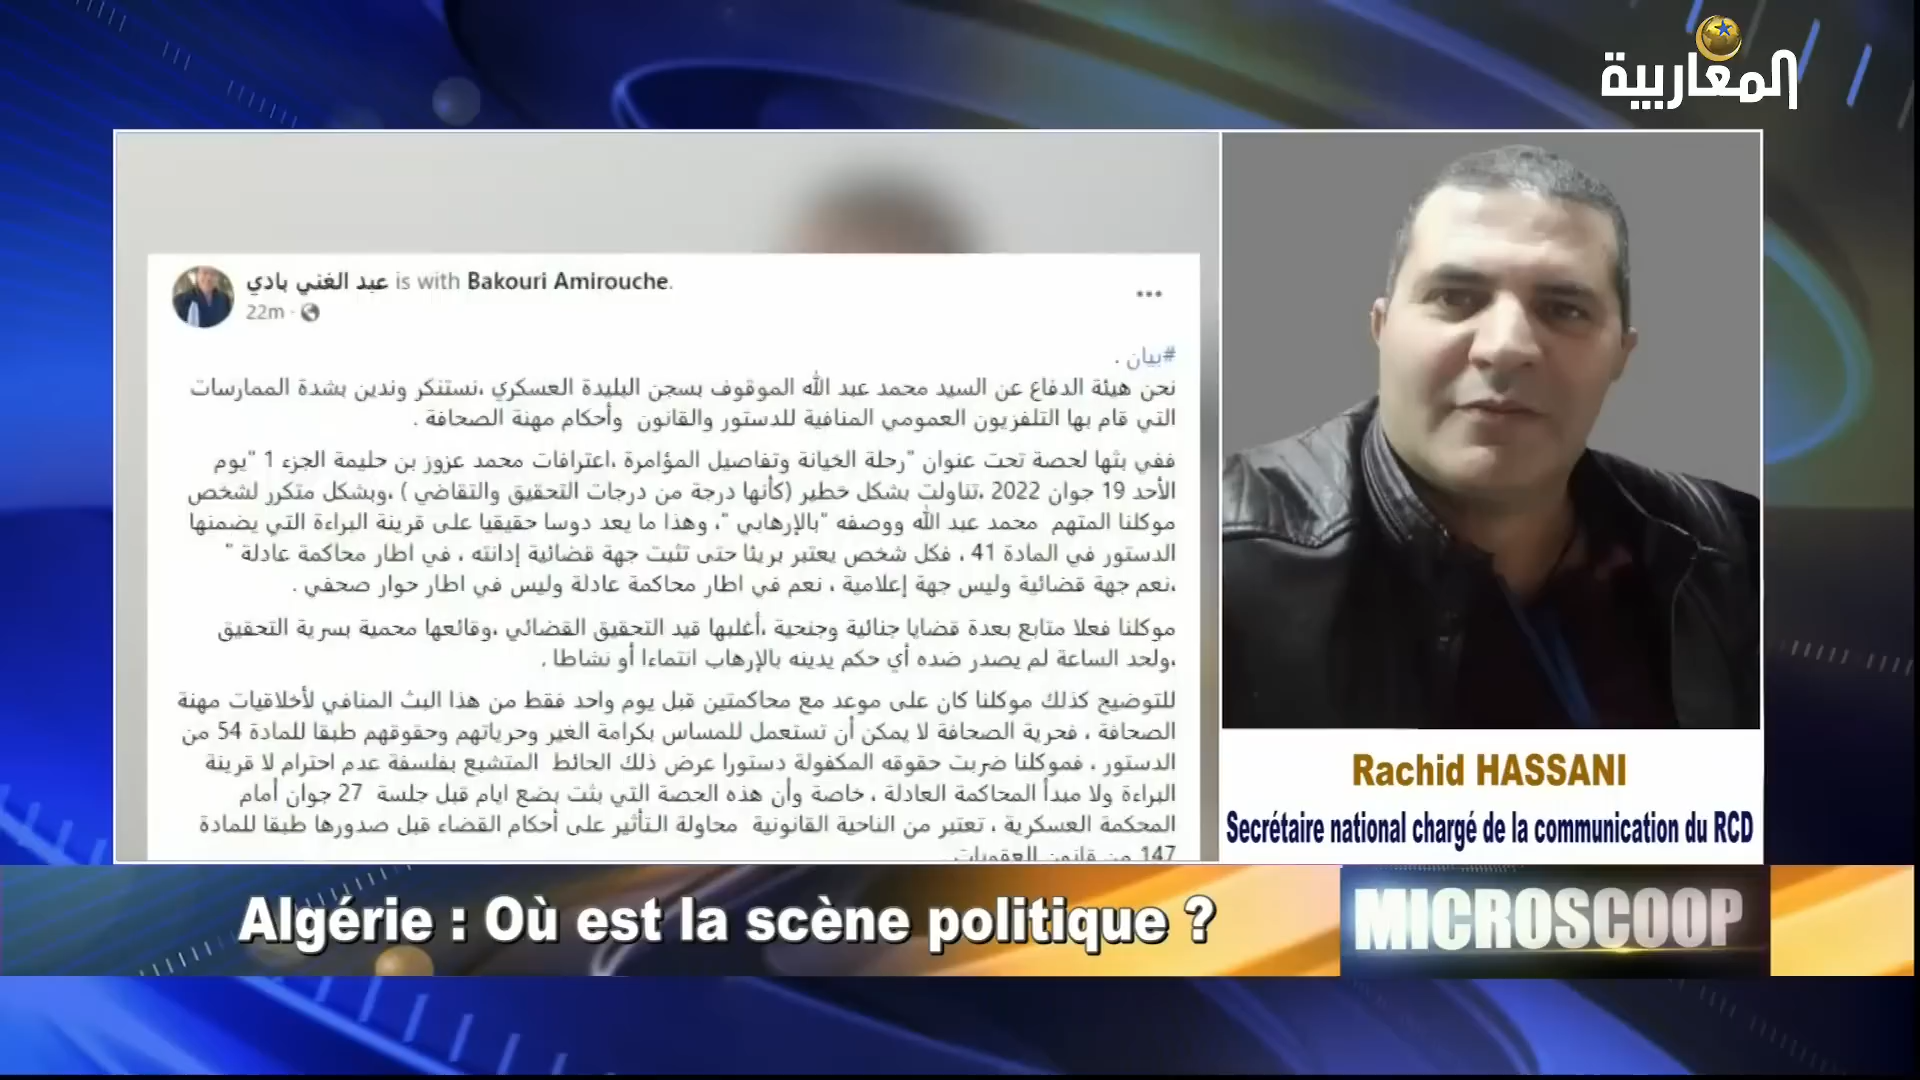 المغاربية
عبد الغني بادي is with Bakouri Amirouche.
22m ·
#بيان .
نحن هيئة الدفاع عن السيد محمد عبد الله الموقوف بسجن البليدة العسكري ،نستنكر وندين بشدة الممارسات
التي قام بها التلفزيون العمومي المنافية للدستور والقانون وأحكام مهنة الصحافة .
ففي بثها لحصة تحت عنوان "رحلة الخيانة وتفاصيل المؤامرة ،اعترافات محمد عزوز بن حليمة الجزء 1 "يوم
الأحد 19 جوان 2022 ،تناولت بشكل خطير (كأنها درجة من درجات التحقيق والتقاضي ) ،وبشكل متكرر لشخص
موكلنا المتهم محمد عبد الله ووصفه "بالإرهابي "، وهذا ما يعد دوسا حقيقيا على قرينة البراءة التي يضمنها
الدستور في المادة 41 ، فكل شخص يعتبر بريئا حتى تثبت جهة قضائية إدانته ، في اطار محاكمة عادلة "
،نعم جهة قضائية وليس جهة إعلامية ، نعم في اطار محاكمة عادلة وليس في اطار حوار صحفي .
موكلنا فعلا متابع بعدة قضايا جنائية وجنحية ،أغلبها قيد التحقيق القضائي ،وقائعها محمية بسرية التحقيق
،ولحد الساعة لم يصدر ضده أي حكم يدينه بالإرهاب انتماءا أو نشاطا .
للتوضيح كذلك موكلنا كان على موعد مع محاكمتين قبل يوم واحد فقط من هذا البث المنافي لأخلاقيات مهنة
الصحافة ، فحرية الصحافة لا يمكن أن تستعمل للمساس بكرامة الغير وحرياتهم وحقوقهم طبقا للمادة 54 من
الدستور ، فموكلنا ضربت حقوقه المكفولة دستورا عرض ذلك الحائط المتشبع بفلسفة عدم احترام لا قرينة
البراءة ولا مبدأ المحاكمة العادلة ، خاصة وأن هذه الحصة التي بثت بضع ايام قبل جلسة 27 جوان أمام
المحكمة العسكرية ، تعتبر من الناحية القانونية محاولة التأثير على أحكام القضاء قبل صدورها طبقا للمادة
147 من قانون العقوبات.
Rachid HASSANI
Secrétaire national chargé de la communication du RCD
Algérie : Où est la scène politique ?
MICROSCOOP